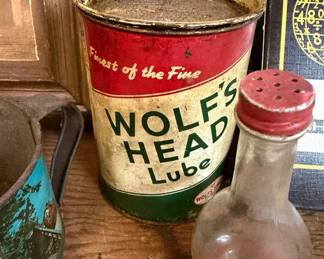 Finest of the Fine
WOLF'S
HEAD
Lube